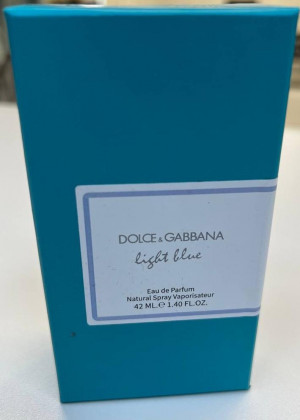 DOLCE & GABBANA
light blue
Eau de Parfum
Natural Spray Vaporisateur
42 ML.℮ 1.40 FL.OZ.